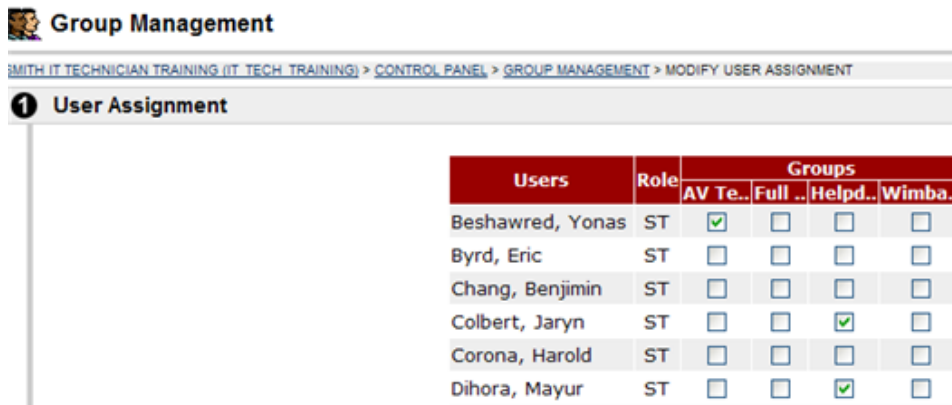 Group Management
SMITH IT TECHNICIAN TRAINING (IT_TECH_TRAINING) > CONTROL PANEL > GROUP MANAGEMENT > MODIFY USER ASSIGNMENT
1 User Assignment
Users Role Groups
AV Te.. Full .. Helpd.. Wimba..
Beshawred, Yonas ST
Byrd, Eric ST
Chang, Benjimin ST
Colbert, Jaryn ST
Corona, Harold ST
Dihora, Mayur ST